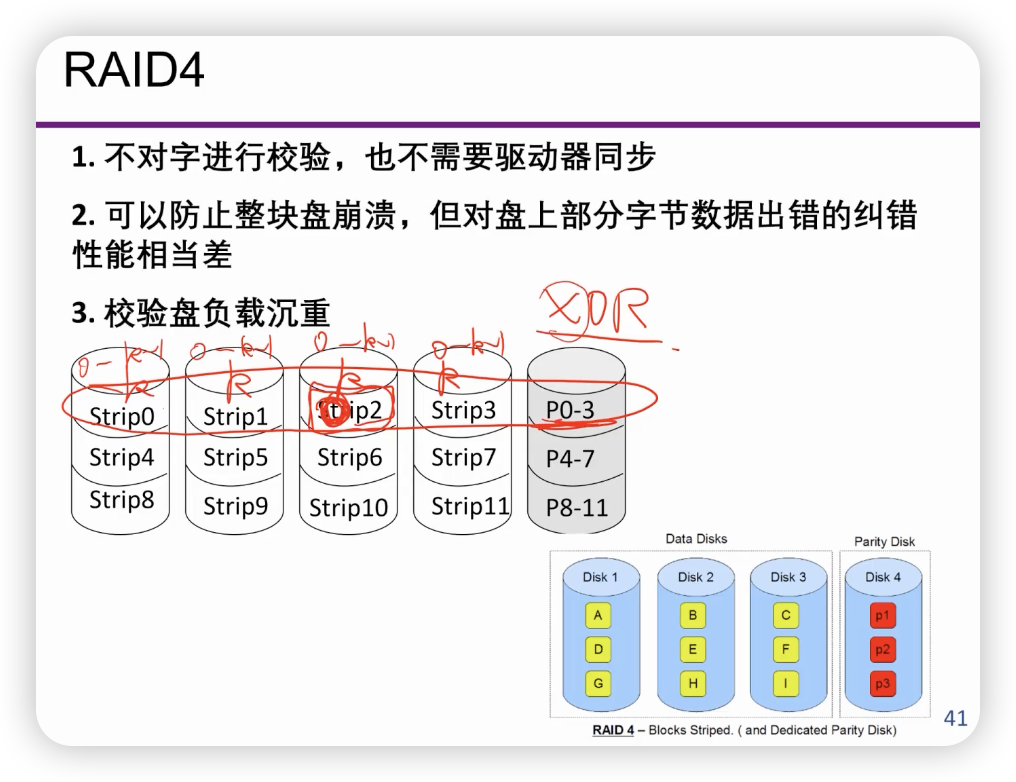 RAID4
1. 不对字进行校验，也不需要驱动器同步
2. 可以防止整块盘崩溃，但对盘上部分字节数据出错的纠错
性能相当差
3. 校验盘负载沉重
XOR
0-k-1 0-k-1 0-k-1 0-k-1
R R R R
Strip0 Strip1 Strip2 Strip3 P0-3
Strip4 Strip5 Strip6 Strip7 P4-7
Strip8 Strip9 Strip10 Strip11 P8-11
Data Disks Parity Disk
Disk 1 Disk 2 Disk 3 Disk 4
A B C p1
D E F p2
G H I p3
RAID 4 – Blocks Striped. ( and Dedicated Parity Disk)
41